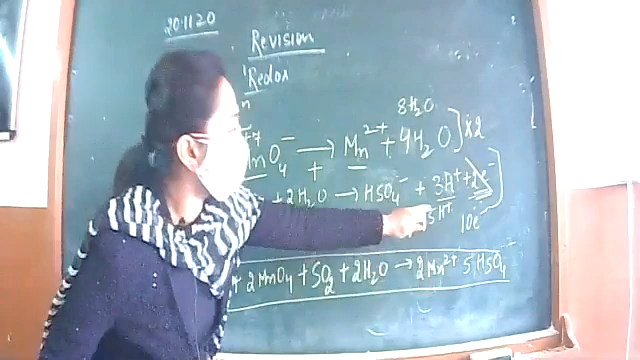 20.11.20
Revision
Redox
n
8H₂O
MnO₄⁻ → Mn²⁺ + 4H₂O ] x2
+
+ 2H₂O → HSO₄⁻ + 3H⁺ + 2e⁻
5H⁺ 10e⁻
+ 2MnO₄ + SO₂ + 2H₂O → 2Mn²⁺ 5HSO₄⁻